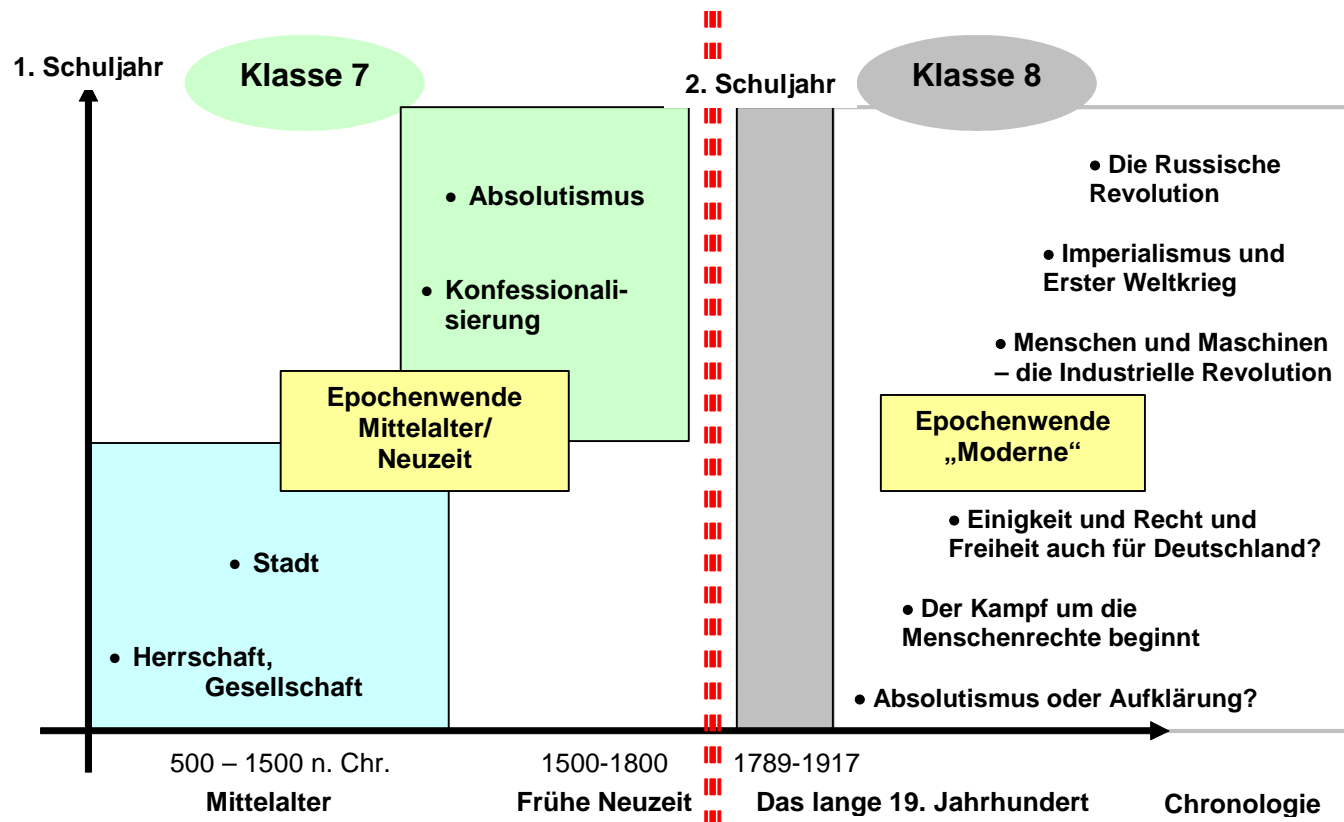 1. Schuljahr
Klasse 7
2. Schuljahr
Klasse 8
• Absolutismus
• Konfessionali-
sierung
Epochenwende
Mittelalter/
Neuzeit
• Stadt
• Herrschaft,
Gesellschaft
• Die Russische
Revolution
• Imperialismus und
Erster Weltkrieg
• Menschen und Maschinen
– die Industrielle Revolution
Epochenwende
„Moderne“
• Einigkeit und Recht und
Freiheit auch für Deutschland?
• Der Kampf um die
Menschenrechte beginnt
• Absolutismus oder Aufklärung?
500 – 1500 n. Chr.
Mittelalter
1500-1800
Frühe Neuzeit
1789-1917
Das lange 19. Jahrhundert
Chronologie